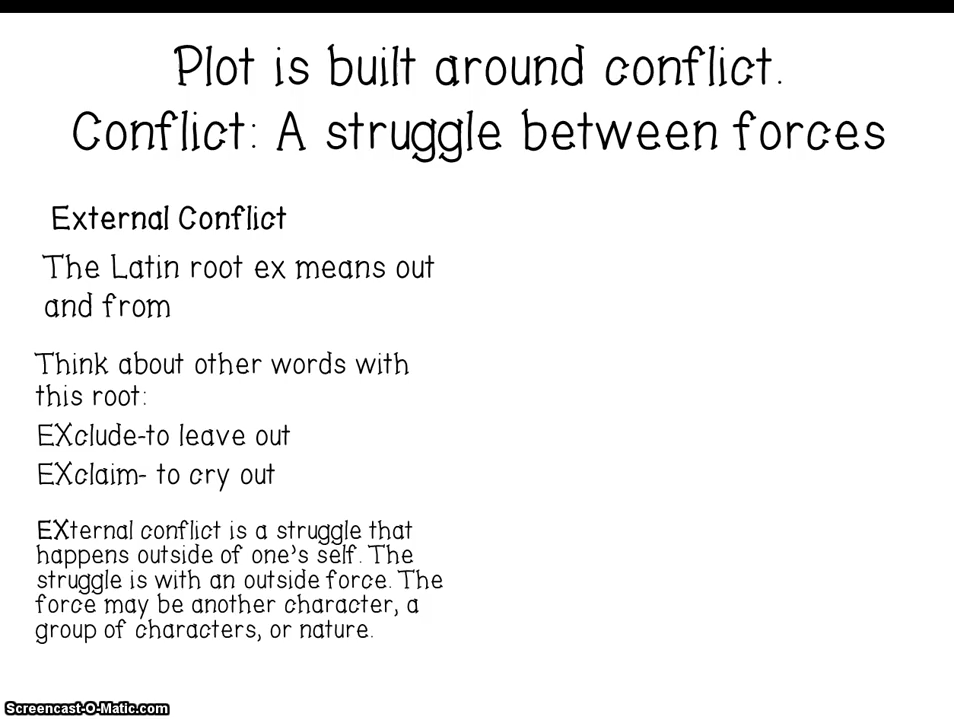 Plot is built around conflict.
Conflict: A struggle between forces
External Conflict
The Latin root ex means out
and from
Think about other words with
this root:
EXclude-to leave out
EXclaim- to cry out
EXternal conflict is a struggle that
happens outside of one's self. The
struggle is with an outside force. The
force may be another character, a
group of characters, or nature.
Screencast-O-Matic.com